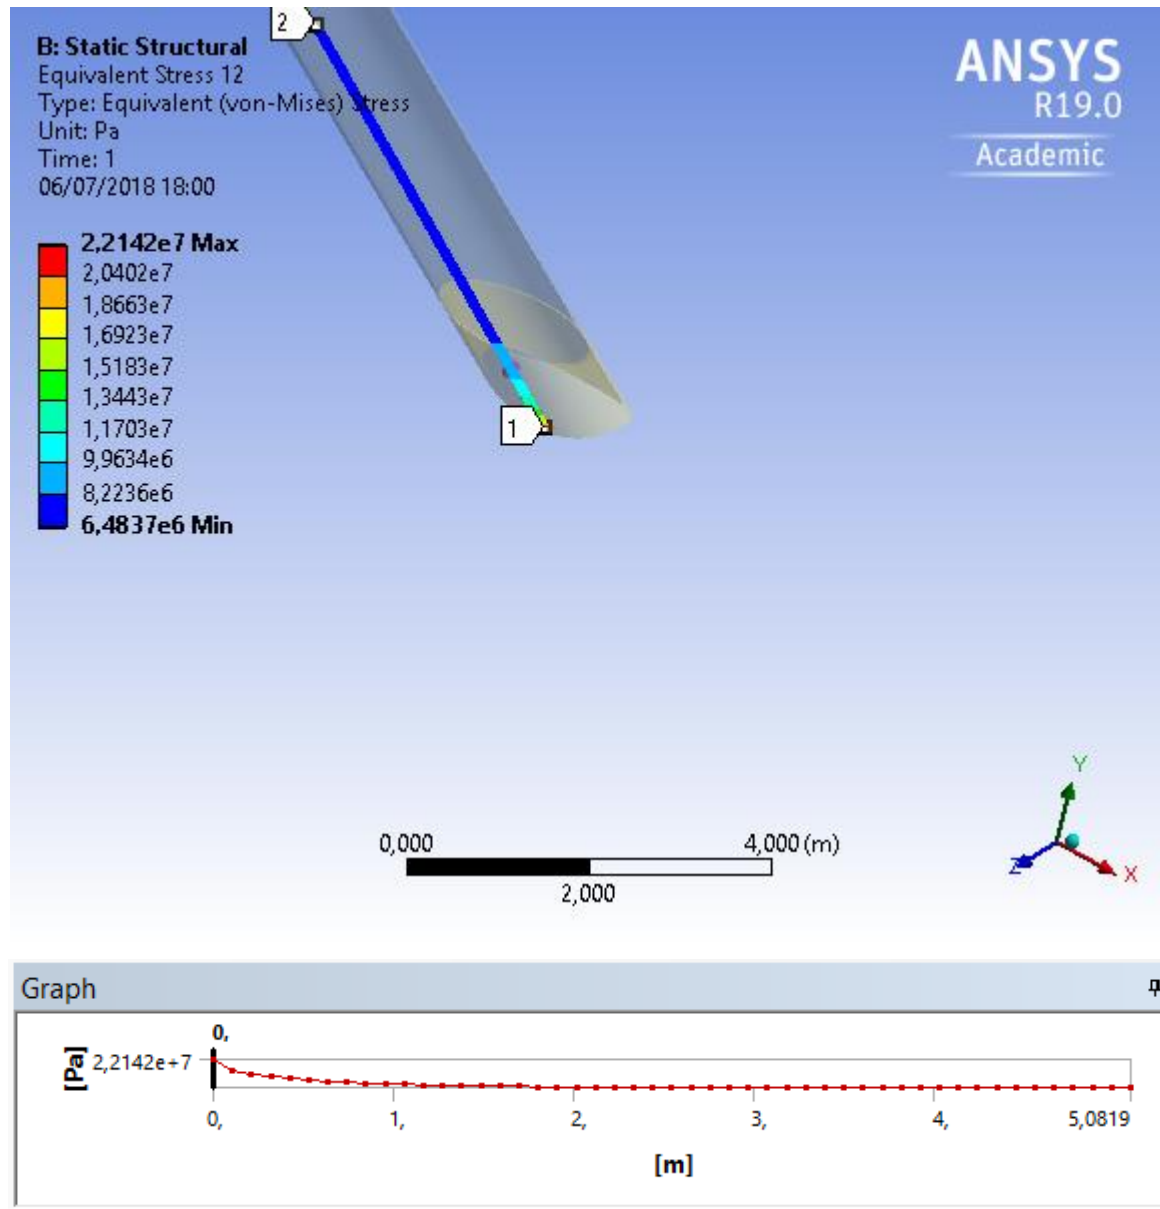 2
B: Static Structural
Equivalent Stress 12
Type: Equivalent (von-Mises) Stress
Unit: Pa
Time: 1
06/07/2018 18:00
ANSYS
R19.0
Academic
2,2142e7 Max
2,0402e7
1,8663e7
1,6923e7
1,5183e7
1,3443e7
1,1703e7
9,9634e6
8,2236e6
6,4837e6 Min
1
0,000 4,000 (m)
2,000
Y
Z X
Graph
0,
[Pa] 2,2142e+7
0, 1, 2, 3, 4, 5,0819
[m]